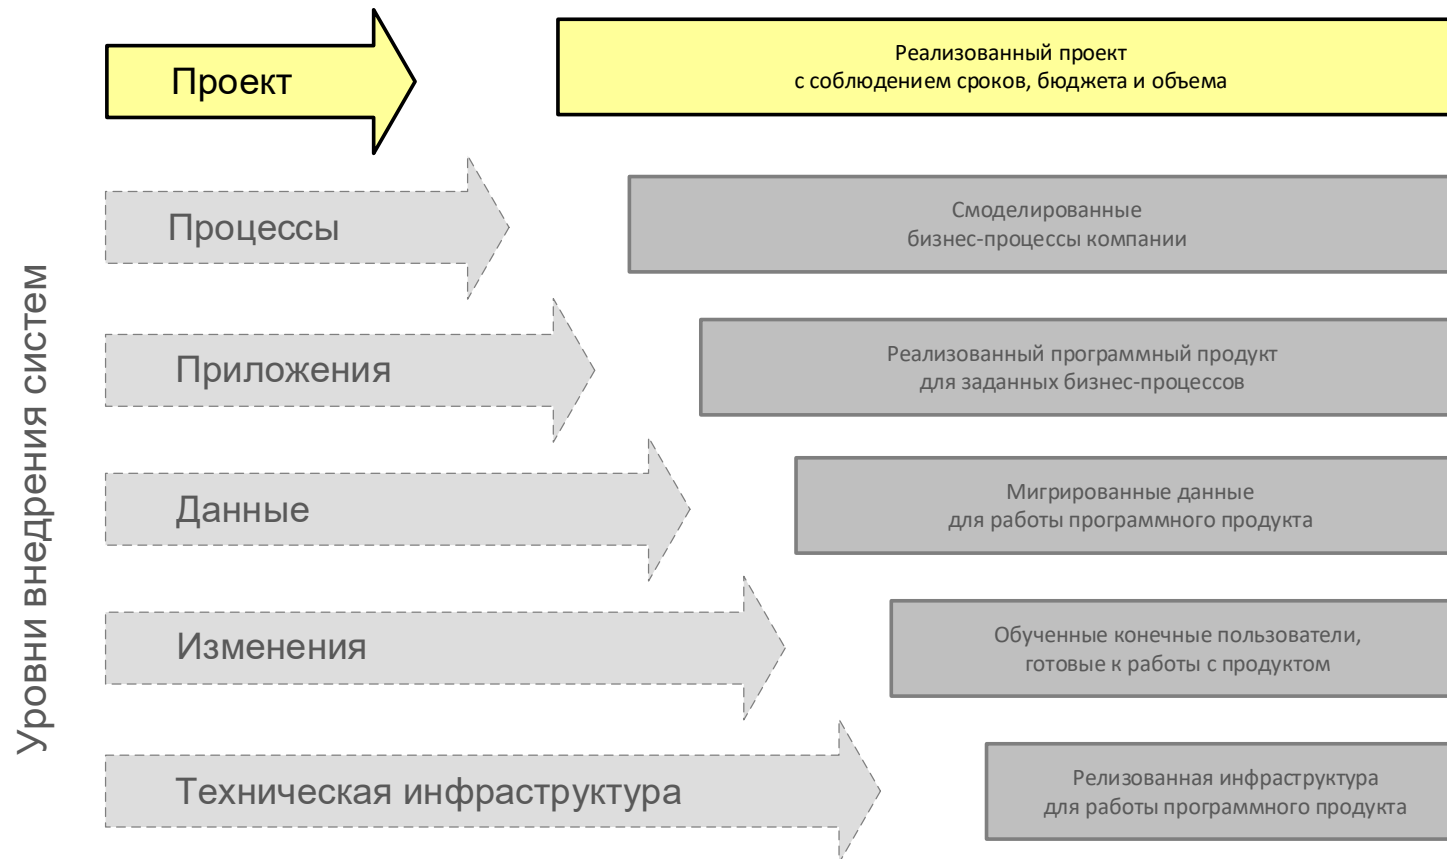 Уровни внедрения систем
Проект
Реализованный проект
с соблюдением сроков, бюджета и объема
Процессы
Смоделированные
бизнес-процессы компании
Приложения
Реализованный программный продукт
для заданных бизнес-процессов
Данные
Мигрированные данные
для работы программного продукта
Изменения
Обученные конечные пользователи,
готовые к работы с продуктом
Техническая инфраструктура
Релизованная инфраструктура
для работы программного продукта